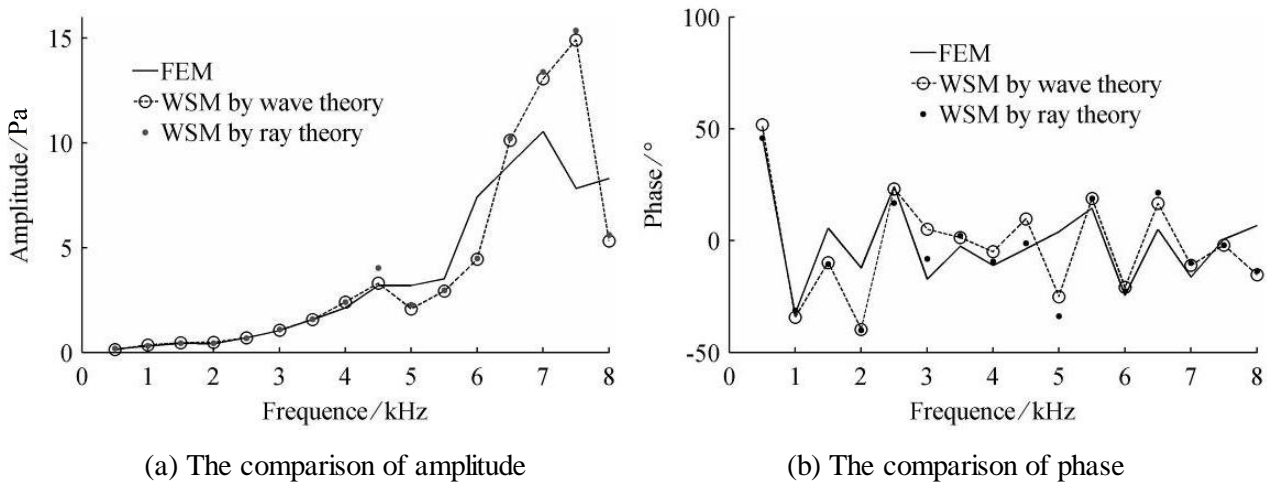 15
10
5
0
Amplitude/Pa
FEM
WSM by wave theory
WSM by ray theory
0 1 2 3 4 5 6 7 8
Frequence/kHz
(a) The comparison of amplitude
100
50
0
-50
Phase/°
FEM
WSM by wave theory
WSM by ray theory
0 1 2 3 4 5 6 7 8
Frequence/kHz
(b) The comparison of phase